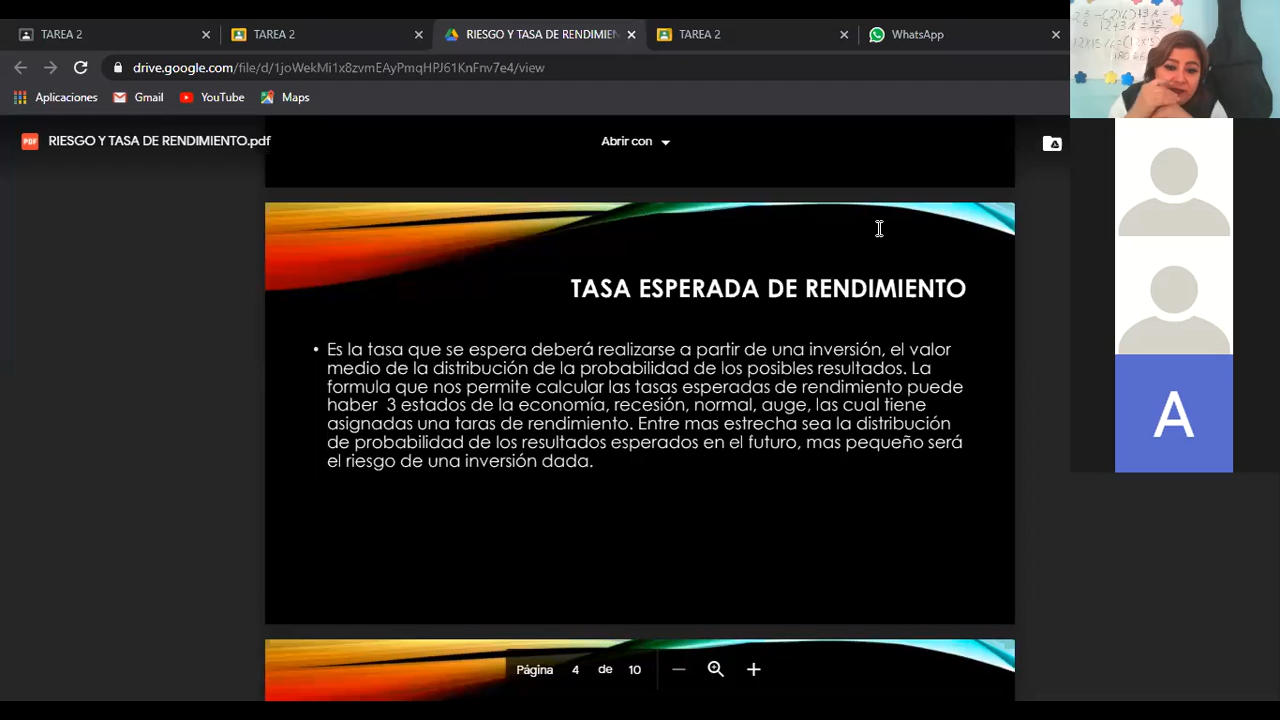 TAREA 2
TAREA 2
RIESGO Y TASA DE RENDIMIEN
TAREA 2
WhatsApp
drive.google.com/file/d/1joWekMi1x8zvmEAyPmqHPJ61KnFnv7e4/view
Aplicaciones
Gmail
YouTube
Maps
PDF
RIESGO Y TASA DE RENDIMIENTO.pdf
Abrir con
TASA ESPERADA DE RENDIMIENTO
• Es la tasa que se espera deberá realizarse a partir de una inversión, el valor
medio de la distribución de la probabilidad de los posibles resultados. La
formula que nos permite calcular las tasas esperadas de rendimiento puede
haber 3 estados de la economía, recesión, normal, auge, las cual tiene
asignadas una taras de rendimiento. Entre mas estrecha sea la distribución
de probabilidad de los resultados esperados en el futuro, mas pequeño será
el riesgo de una inversión dada.
A
Página 4 de 10